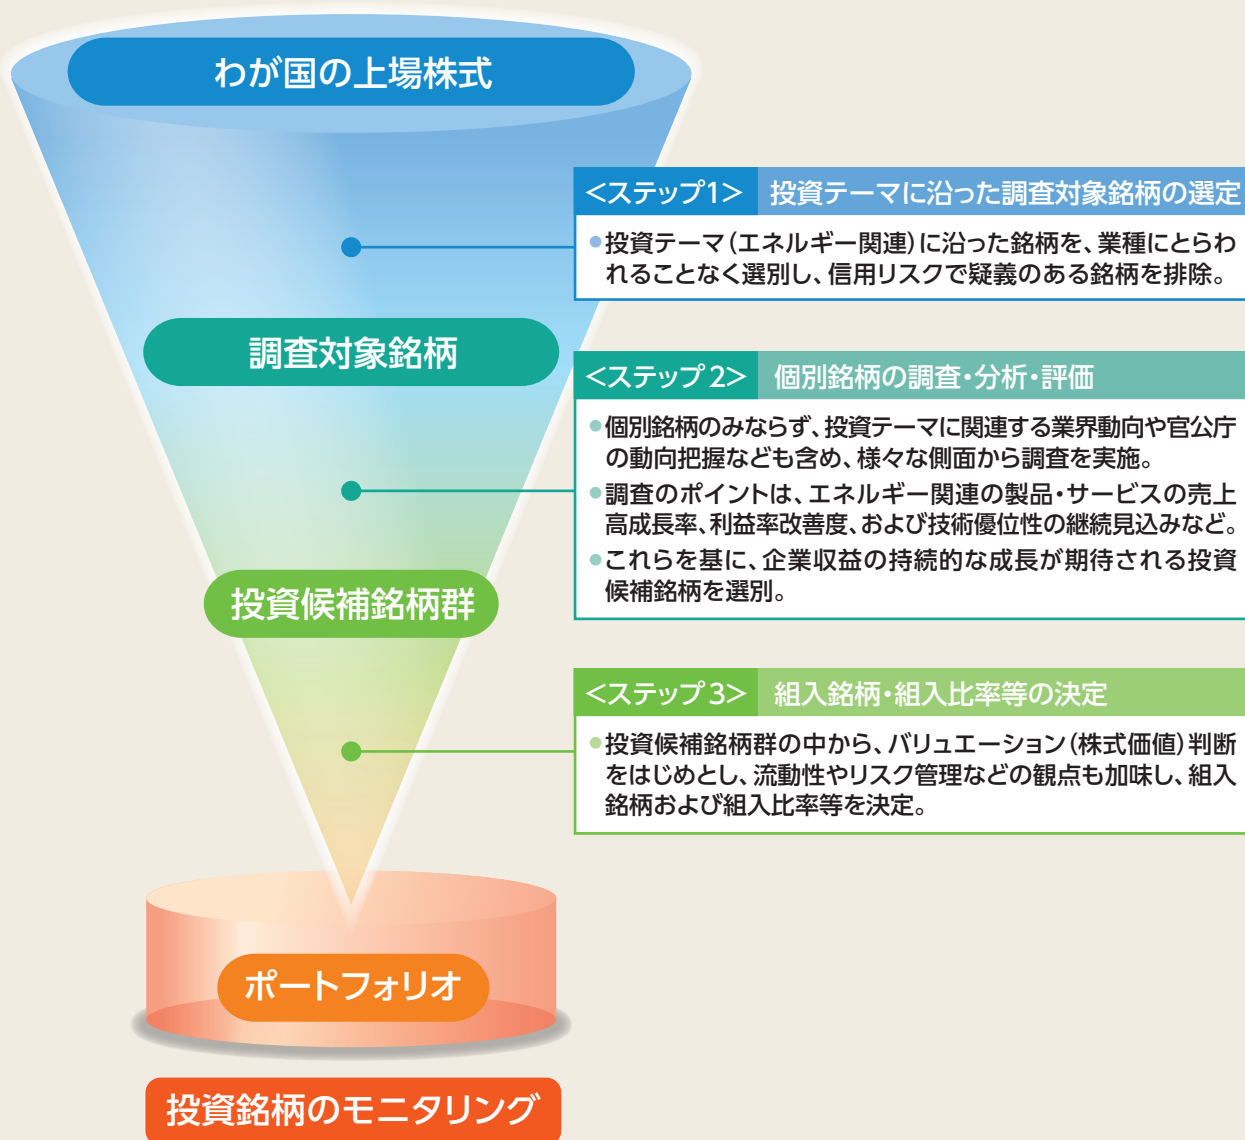 わが国の上場株式
<ステップ1> 投資テーマに沿った調査対象銘柄の選定
●投資テーマ(エネルギー関連)に沿った銘柄を、業種にとらわ
れることなく選別し、信用リスクで疑義のある銘柄を排除。
調査対象銘柄
<ステップ2> 個別銘柄の調査・分析・評価
●個別銘柄のみならず、投資テーマに関連する業界動向や官公庁
の動向把握なども含め、様々な側面から調査を実施。
●調査のポイントは、エネルギー関連の製品・サービスの売上
高成長率、利益率改善度、および技術優位性の継続見込みなど。
●これらを基に、企業収益の持続的な成長が期待される投資
候補銘柄を選別。
投資候補銘柄群
<ステップ3> 組入銘柄・組入比率等の決定
●投資候補銘柄群の中から、バリュエーション(株式価値)判断
をはじめとし、流動性やリスク管理などの観点も加味し、組入
銘柄および組入比率等を決定。
ポートフォリオ
投資銘柄のモニタリング